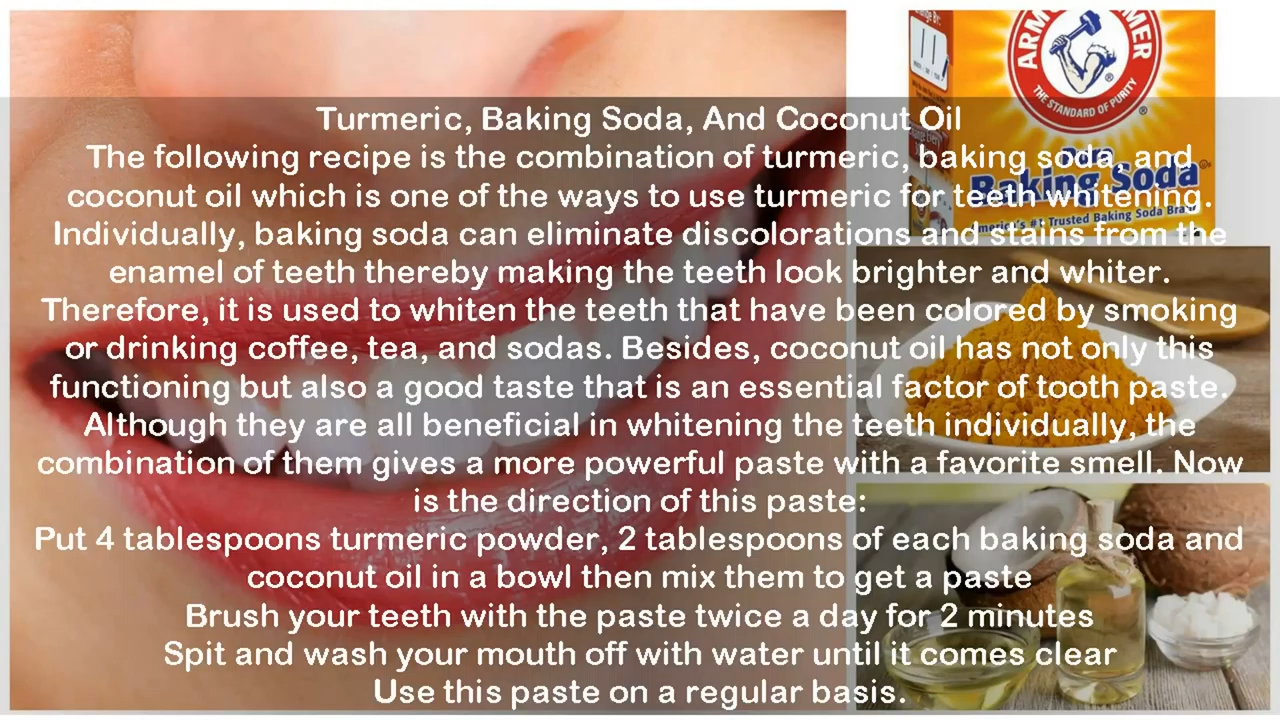 ARM
MER
THE STANDARD OF PURITY
Turmeric, Baking Soda, And Coconut Oil
The following recipe is the combination of turmeric, baking soda, and
coconut oil which is one of the ways to use turmeric for teeth whitening.
Individually, baking soda can eliminate discolorations and stains from the
enamel of teeth thereby making the teeth look brighter and whiter.
Therefore, it is used to whiten the teeth that have been colored by smoking
or drinking coffee, tea, and sodas. Besides, coconut oil has not only this
functioning but also a good taste that is an essential factor of tooth paste.
Although they are all beneficial in whitening the teeth individually, the
combination of them gives a more powerful paste with a favorite smell. Now
is the direction of this paste:
Put 4 tablespoons turmeric powder, 2 tablespoons of each baking soda and
coconut oil in a bowl then mix them to get a paste
Brush your teeth with the paste twice a day for 2 minutes
Spit and wash your mouth off with water until it comes clear
Use this paste on a regular basis.
Baking Soda
#1 Trusted Baking Soda